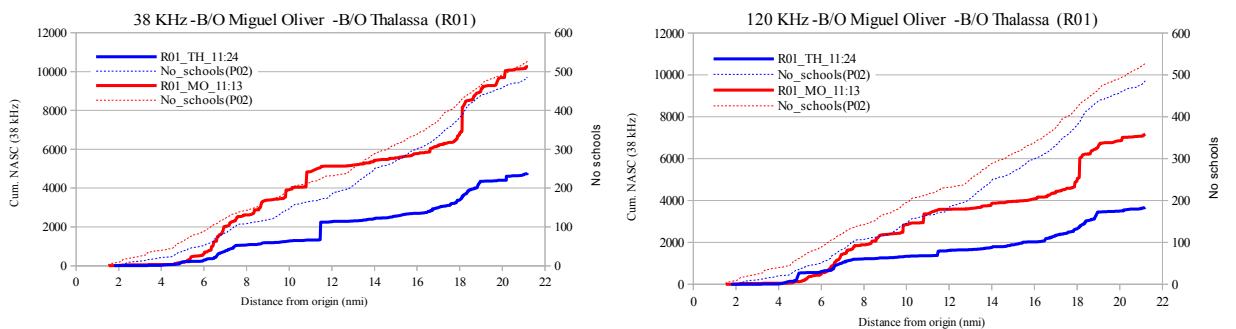 38 KHz -B/O Miguel Oliver -B/O Thalassa (R01)
12000
10000
8000
6000
4000
2000
0
Cum. NASC (38 kHz)
R01_TH_11:24
No_schools(P02)
R01_MO_11:13
No_schools(P02)
600
500
400
300
200
100
0
No schools
0 2 4 6 8 10 12 14 16 18 20 22
Distance from origin (nmi)
120 KHz -B/O Miguel Oliver -B/O Thalassa (R01)
12000
10000
8000
6000
4000
2000
0
Cum. NASC (38 kHz)
R01_TH_11:24
No_schools(P02)
R01_MO_11:13
No_schools(P02)
600
500
400
300
200
100
0
No schools
0 2 4 6 8 10 12 14 16 18 20 22
Distance from origin (nmi)